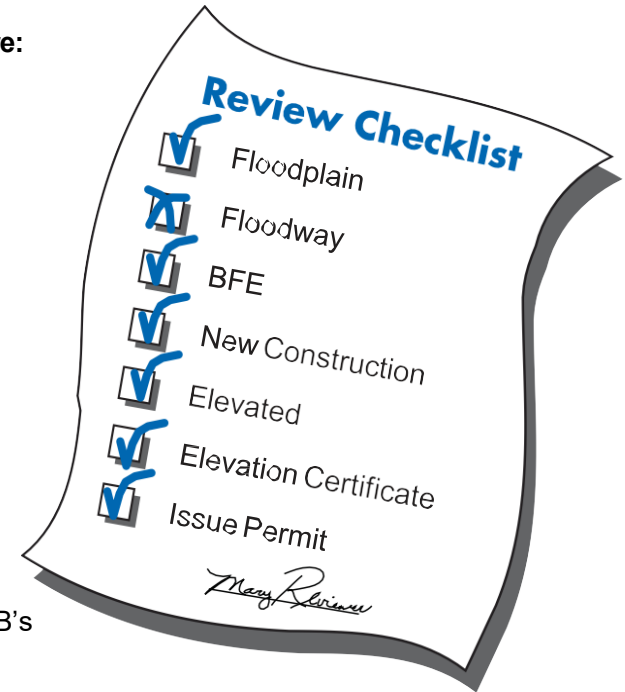 e:
Review Checklist
Floodplain
Floodway
BFE
New Construction
Elevated
Elevation Certificate
Issue Permit
Mary Reviewer
B's